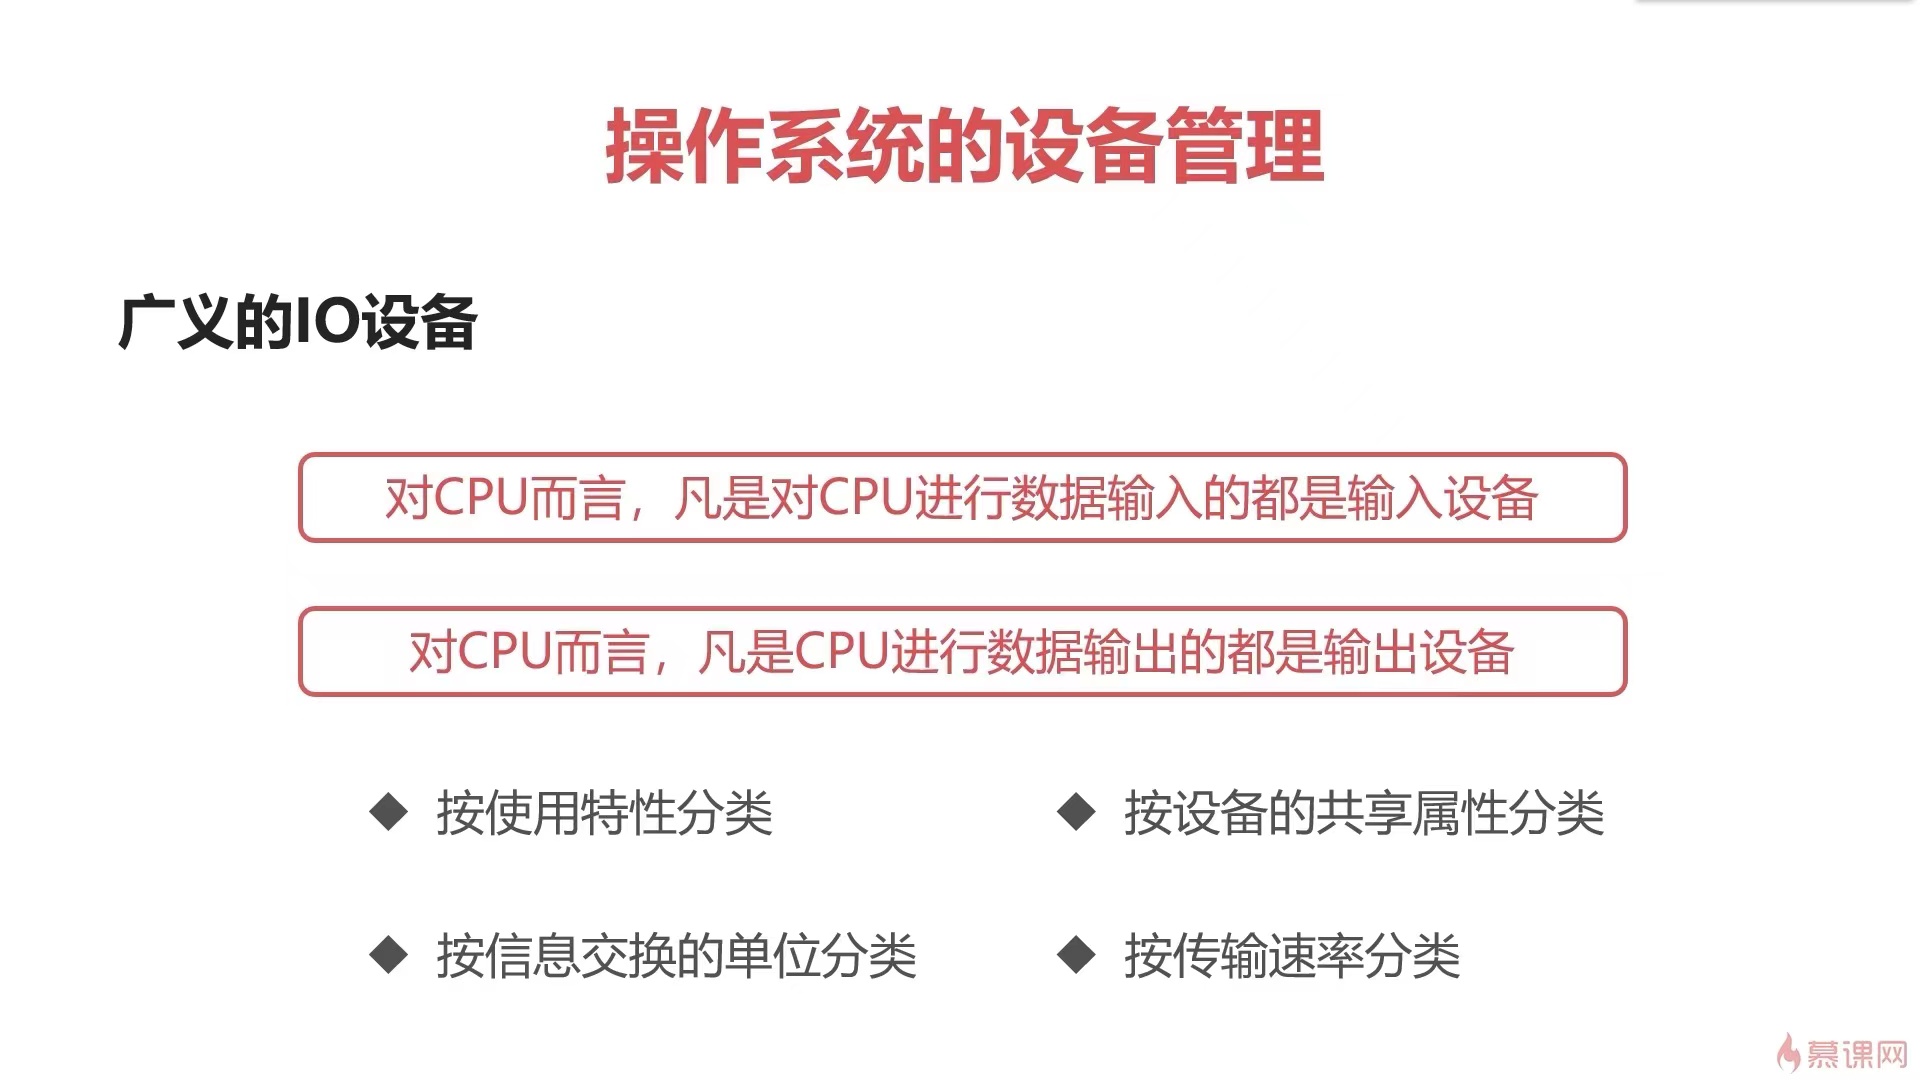 操作系统的设备管理
广义的IO设备
对CPU而言，凡是对CPU进行数据输入的都是输入设备
对CPU而言，凡是CPU进行数据输出的都是输出设备
◆ 按使用特性分类
◆ 按设备的共享属性分类
◆ 按信息交换的单位分类
◆ 按传输速率分类
慕课网